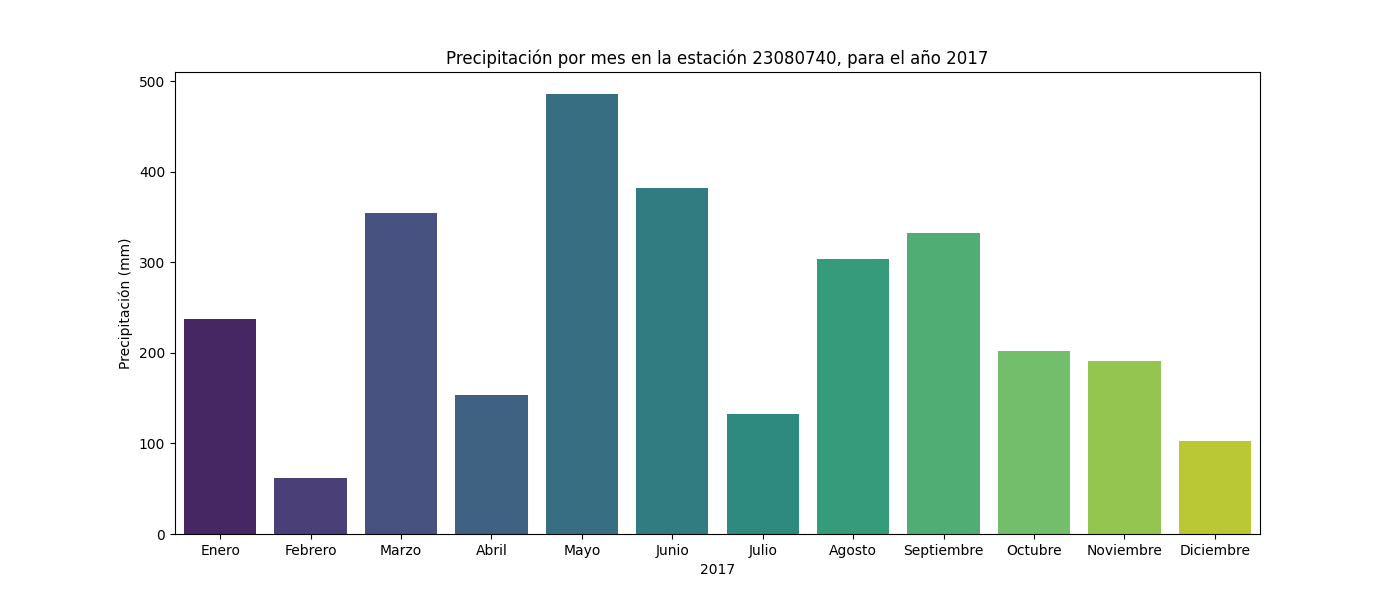 Precipitación por mes en la estación 23080740, para el año 2017
Precipitación (mm)
500
400
300
200
100
0
Enero Febrero Marzo Abril Mayo Junio Julio Agosto Septiembre Octubre Noviembre Diciembre
2017